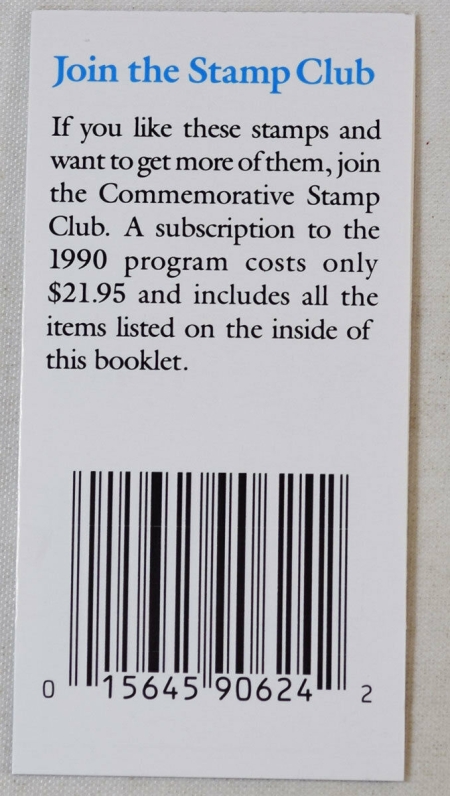 Join the Stamp Club
If you like these stamps and
want to get more of them, join
the Commemorative Stamp
Club. A subscription to the
1990 program costs only
$21.95 and includes all the
items listed on the inside of
this booklet.
0 15645 90624 2